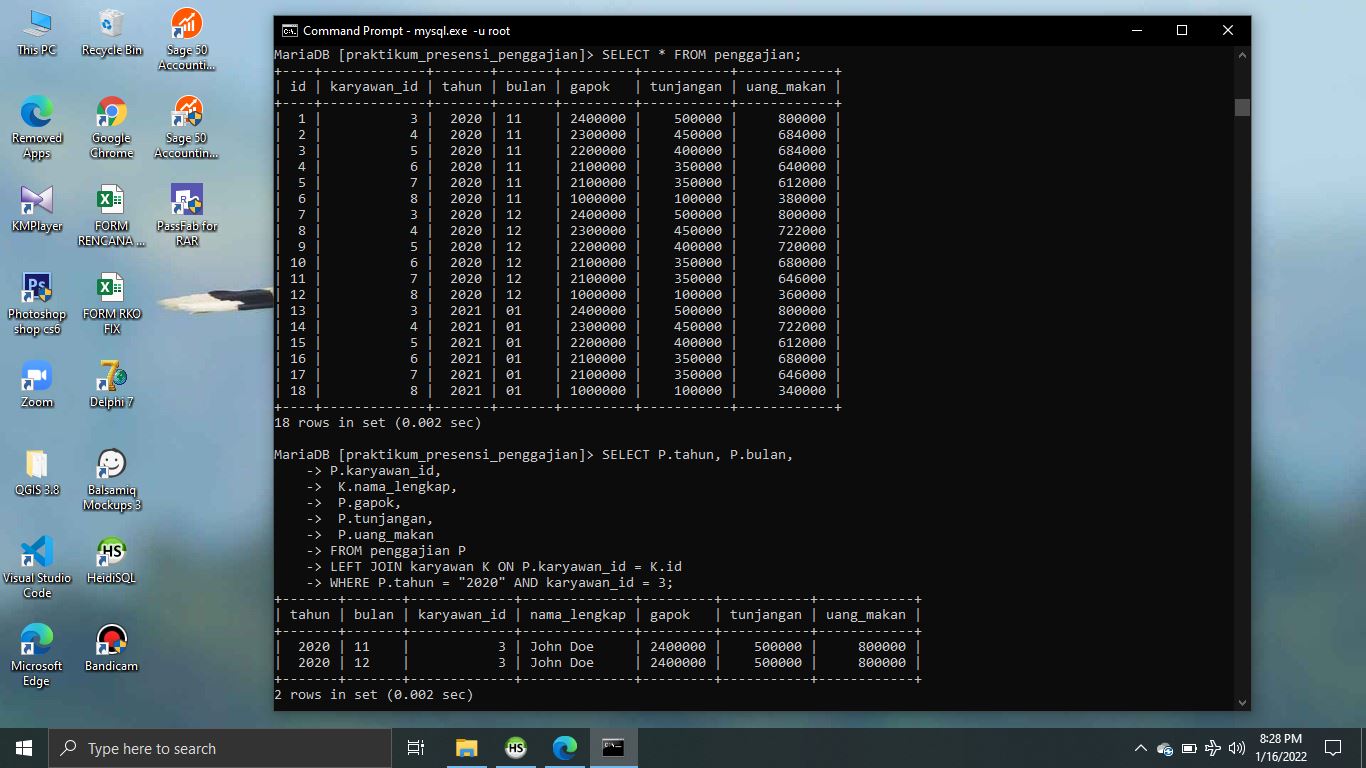 This PC
Recycle Bin
Sage 50
Accounti...
Removed
Apps
Google
Chrome
Sage 50
Accountin...
KMPlayer
FORM
RENCANA ...
PassFab for
RAR
Photoshop
shop cs6
FORM RKO
FIX
Zoom
Delphi 7
QGIS 3.8
Balsamiq
Mockups 3
Visual Studio
Code
HeidiSQL
Microsoft
Edge
Bandicam
Command Prompt - mysql.exe -u root
MariaDB [praktikum_presensi_penggajian]> SELECT * FROM penggajian;
+----+-------------+-------+-------+---------+-----------+------------+
| id | karyawan_id | tahun | bulan | gapok   | tunjangan | uang_makan |
+----+-------------+-------+-------+---------+-----------+------------+
|  1 |           3 |  2020 | 11    | 2400000 |    500000 |     800000 |
|  2 |           4 |  2020 | 11    | 2300000 |    450000 |     684000 |
|  3 |           5 |  2020 | 11    | 2200000 |    400000 |     684000 |
|  4 |           6 |  2020 | 11    | 2100000 |    350000 |     640000 |
|  5 |           7 |  2020 | 11    | 2100000 |    350000 |     612000 |
|  6 |           8 |  2020 | 11    | 1000000 |    100000 |     380000 |
|  7 |           3 |  2020 | 12    | 2400000 |    500000 |     800000 |
|  8 |           4 |  2020 | 12    | 2300000 |    450000 |     722000 |
|  9 |           5 |  2020 | 12    | 2200000 |    400000 |     720000 |
| 10 |           6 |  2020 | 12    | 2100000 |    350000 |     680000 |
| 11 |           7 |  2020 | 12    | 2100000 |    350000 |     646000 |
| 12 |           8 |  2020 | 12    | 1000000 |    100000 |     360000 |
| 13 |           3 |  2021 | 01    | 2400000 |    500000 |     800000 |
| 14 |           4 |  2021 | 01    | 2300000 |    450000 |     722000 |
| 15 |           5 |  2021 | 01    | 2200000 |    400000 |     612000 |
| 16 |           6 |  2021 | 01    | 2100000 |    350000 |     680000 |
| 17 |           7 |  2021 | 01    | 2100000 |    350000 |     646000 |
| 18 |           8 |  2021 | 01    | 1000000 |    100000 |     340000 |
+----+-------------+-------+-------+---------+-----------+------------+
18 rows in set (0.002 sec)
MariaDB [praktikum_presensi_penggajian]> SELECT P.tahun, P.bulan,
    -> P.karyawan_id,
    ->  K.nama_lengkap,
    ->  P.gapok,
    ->  P.tunjangan,
    ->  P.uang_makan
    -> FROM penggajian P
    -> LEFT JOIN karyawan K ON P.karyawan_id = K.id
    -> WHERE P.tahun = "2020" AND karyawan_id = 3;
+-------+-------+-------------+--------------+---------+-----------+------------+
| tahun | bulan | karyawan_id | nama_lengkap | gapok   | tunjangan | uang_makan |
+-------+-------+-------------+--------------+---------+-----------+------------+
|  2020 | 11    |           3 | John Doe     | 2400000 |    500000 |     800000 |
|  2020 | 12    |           3 | John Doe     | 2400000 |    500000 |     800000 |
+-------+-------+-------------+--------------+---------+-----------+------------+
2 rows in set (0.002 sec)
Type here to search
8:28 PM
1/16/2022